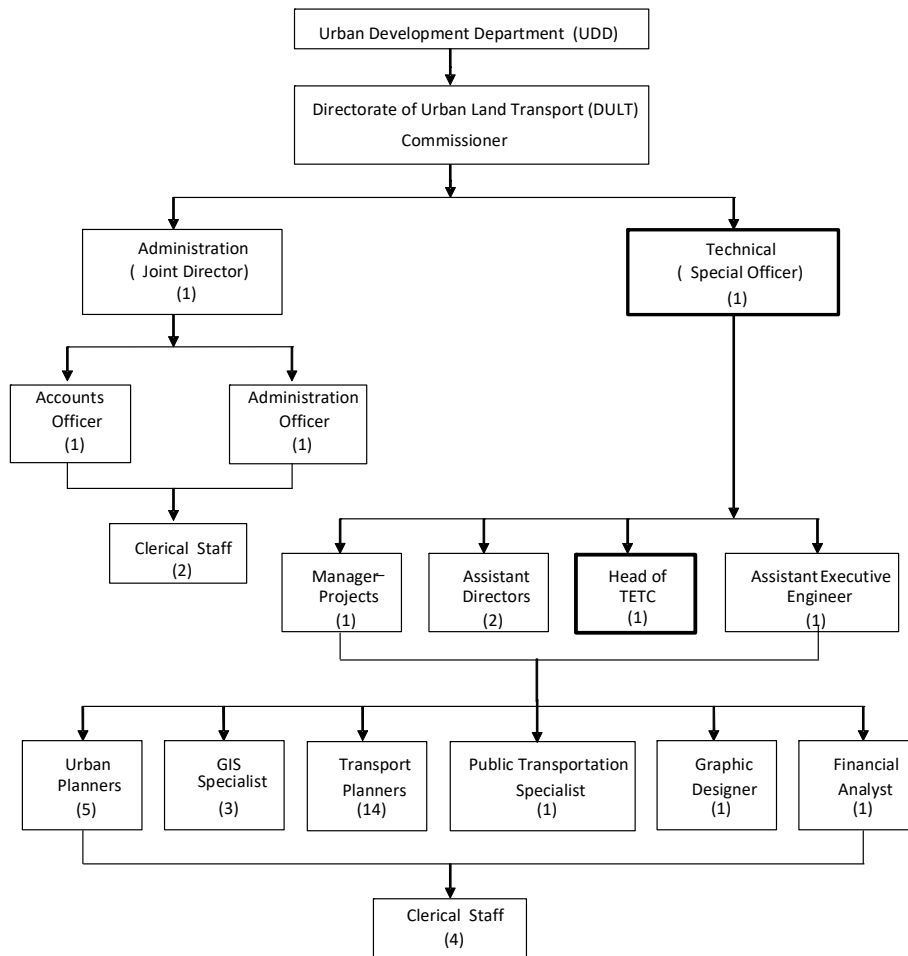 Urban Development Department (UDD)
Directorate of Urban Land Transport (DULT)
Commissioner
Administration
( Joint Director)
(1)
Technical
( Special Officer)
(1)
Accounts
Officer
(1)
Administration
Officer
(1)
Clerical Staff
(2)
Manager–
Projects
(1)
Assistant
Directors
(2)
Head of
TETC
(1)
Assistant Executive
Engineer
(1)
Urban
Planners
(5)
GIS
Specialist
(3)
Transport
Planners
(14)
Public Transportation
Specialist
(1)
Graphic
Designer
(1)
Financial
Analyst
(1)
Clerical Staff
(4)